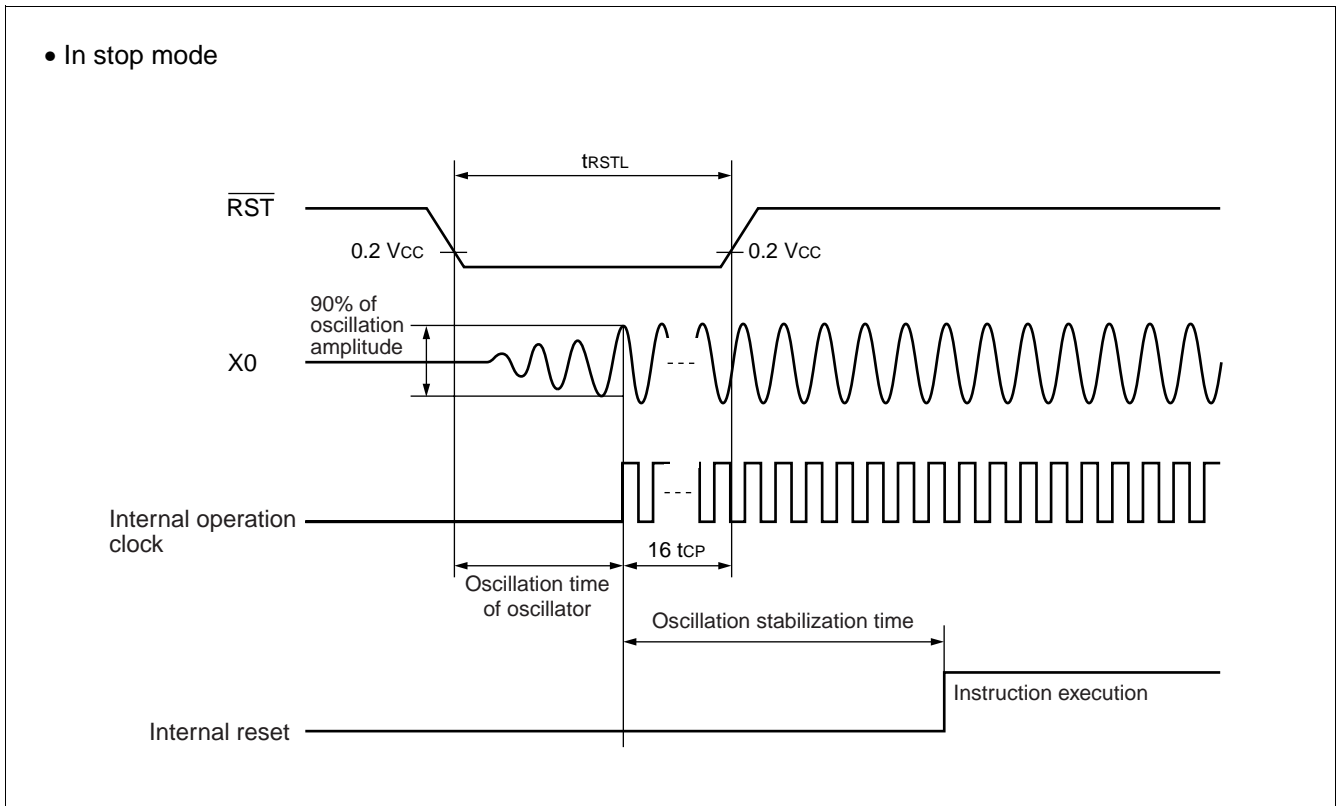 • In stop mode
tRSTL
RST
0.2 VCC
0.2 VCC
90% of
oscillation
amplitude
X0
Internal operation
clock
16 tCP
Oscillation time
of oscillator
Oscillation stabilization time
Instruction execution
Internal reset